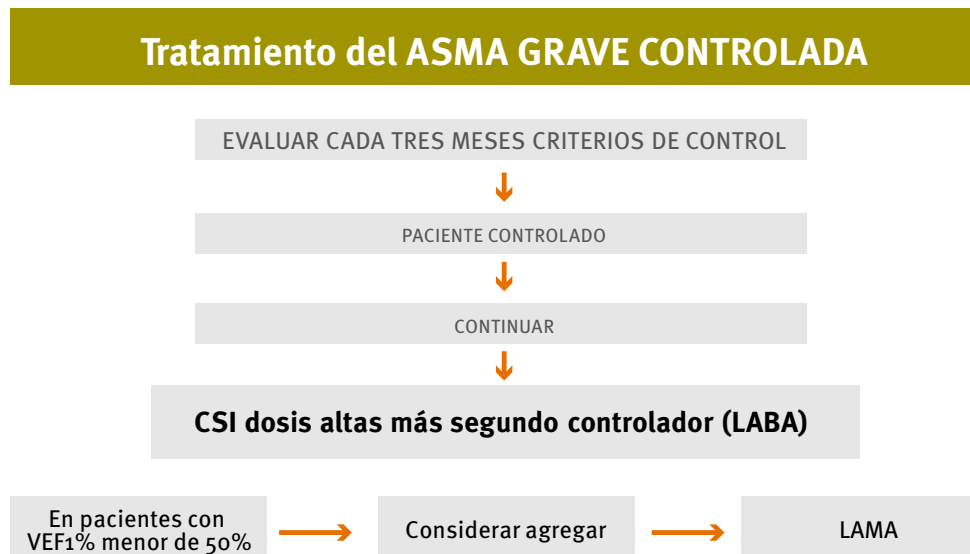 Tratamiento del ASMA GRAVE CONTROLADA
EVALUAR CADA TRES MESES CRITERIOS DE CONTROL
PACIENTE CONTROLADO
CONTINUAR
CSI dosis altas más segundo controlador (LABA)
En pacientes con
VEF1% menor de 50%
Considerar agregar
LAMA